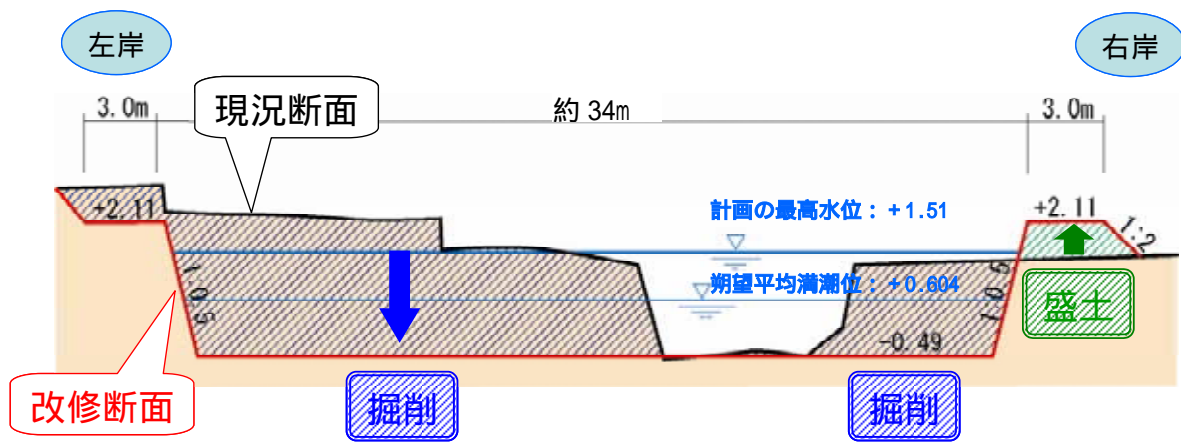 左岸
右岸
3.0m
現況断面
約 34m
3.0m
+2.11
計画の最高水位：+1.51
+2.11
1:2
1:0.5
朔望平均満潮位：+0.604
1:0.5
盛土
-0.49
改修断面
掘削
掘削